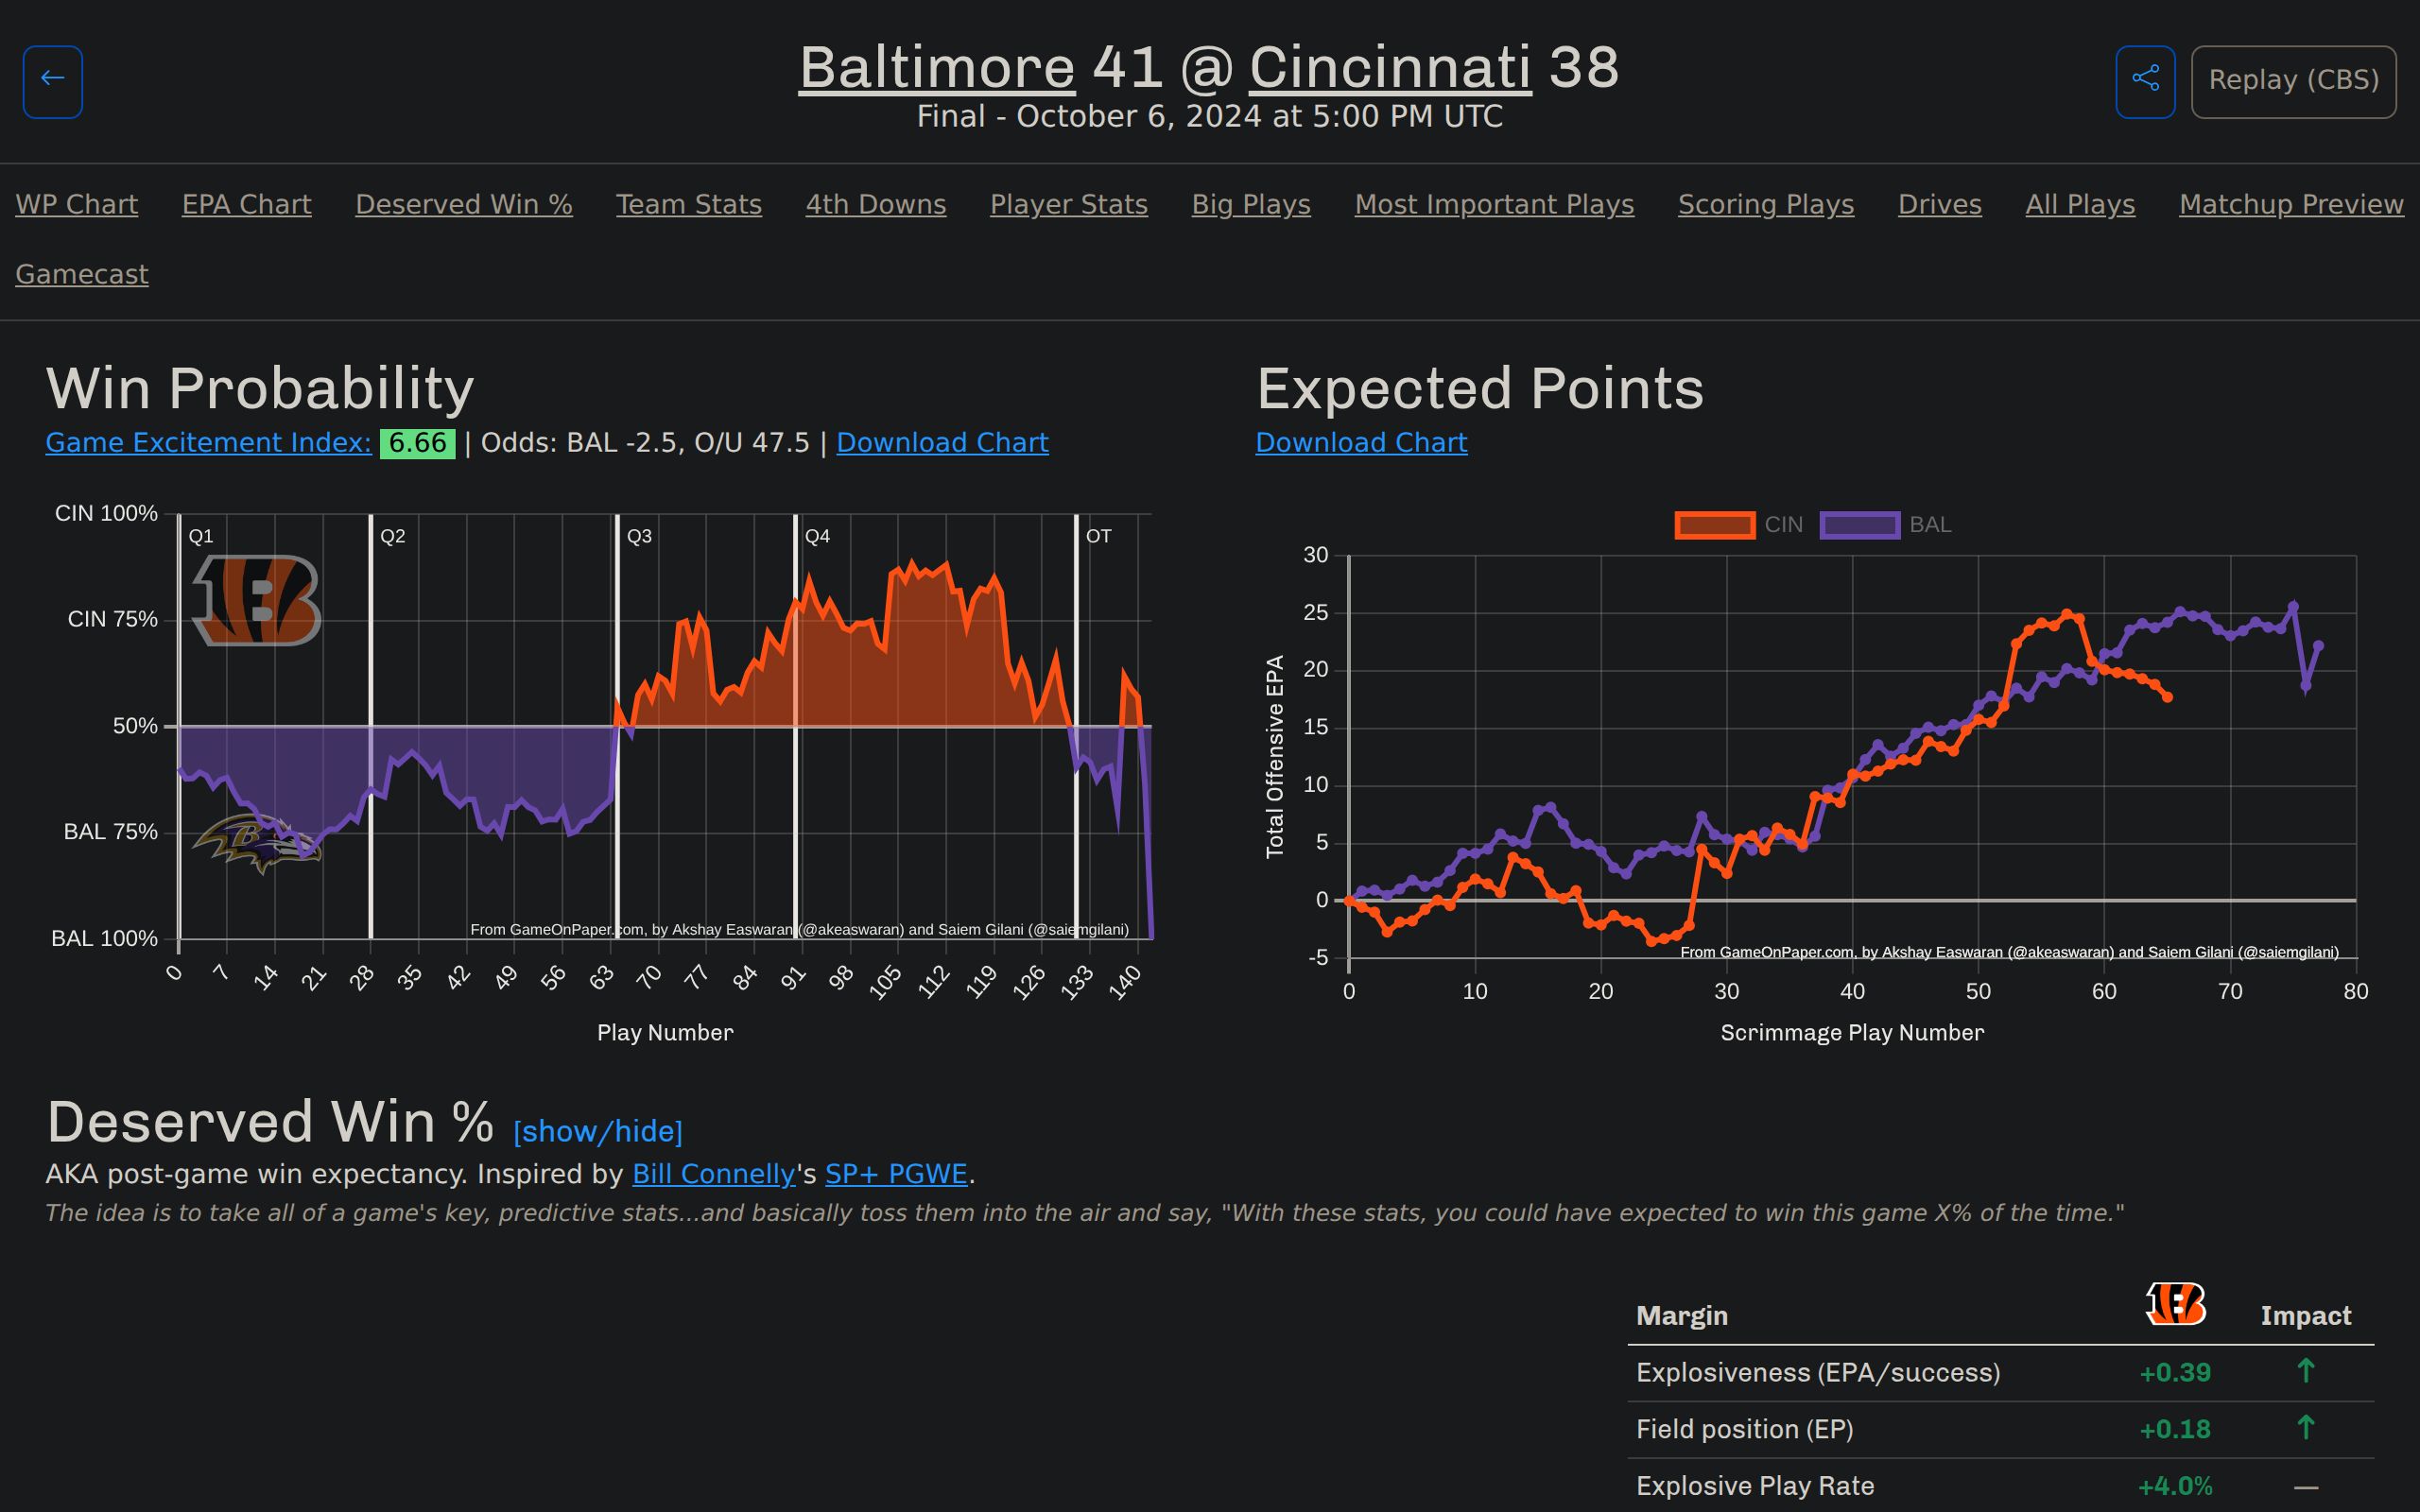 ←
Baltimore 41 @ Cincinnati 38
Final - October 6, 2024 at 5:00 PM UTC
Replay (CBS)
WP Chart EPA Chart Deserved Win % Team Stats 4th Downs Player Stats Big Plays Most Important Plays Scoring Plays Drives All Plays Matchup Preview
Gamecast
Win Probability
Game Excitement Index: 6.66 | Odds: BAL -2.5, O/U 47.5 | Download Chart
CIN 100%
CIN 75%
50%
BAL 75%
BAL 100%
Q1 Q2 Q3 Q4 OT
B
B
From GameOnPaper.com, by Akshay Easwaran (@akeaswaran) and Saiem Gilani (@saiemgilani)
0 7 14 21 28 35 42 49 56 63 70 77 84 91 98 105 112 119 126 133 140
Play Number
Expected Points
Download Chart
CIN BAL
Total Offensive EPA
30
25
20
15
10
5
0
-5
From GameOnPaper.com, by Akshay Easwaran (@akeaswaran) and Saiem Gilani (@saiemgilani)
0 10 20 30 40 50 60 70 80
Scrimmage Play Number
Deserved Win % [show/hide]
AKA post-game win expectancy. Inspired by Bill Connelly's SP+ PGWE.
The idea is to take all of a game's key, predictive stats...and basically toss them into the air and say, "With these stats, you could have expected to win this game X% of the time."
Margin B Impact
Explosiveness (EPA/success) +0.39 ↑
Field position (EP) +0.18 ↑
Explosive Play Rate +4.0% —